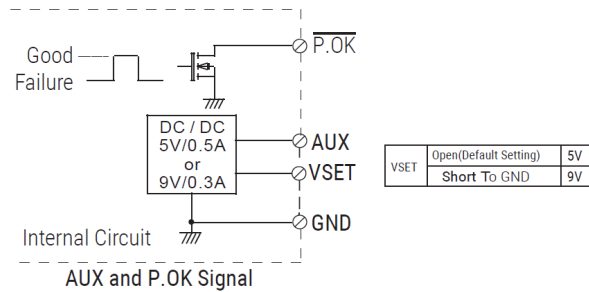 P.OK
Good
Failure
DC / DC
5V/0.5A
or
9V/0.3A
AUX
VSET
GND
Internal Circuit
AUX and P.OK Signal
VSET
Open(Default Setting) 5V
Short To GND 9V